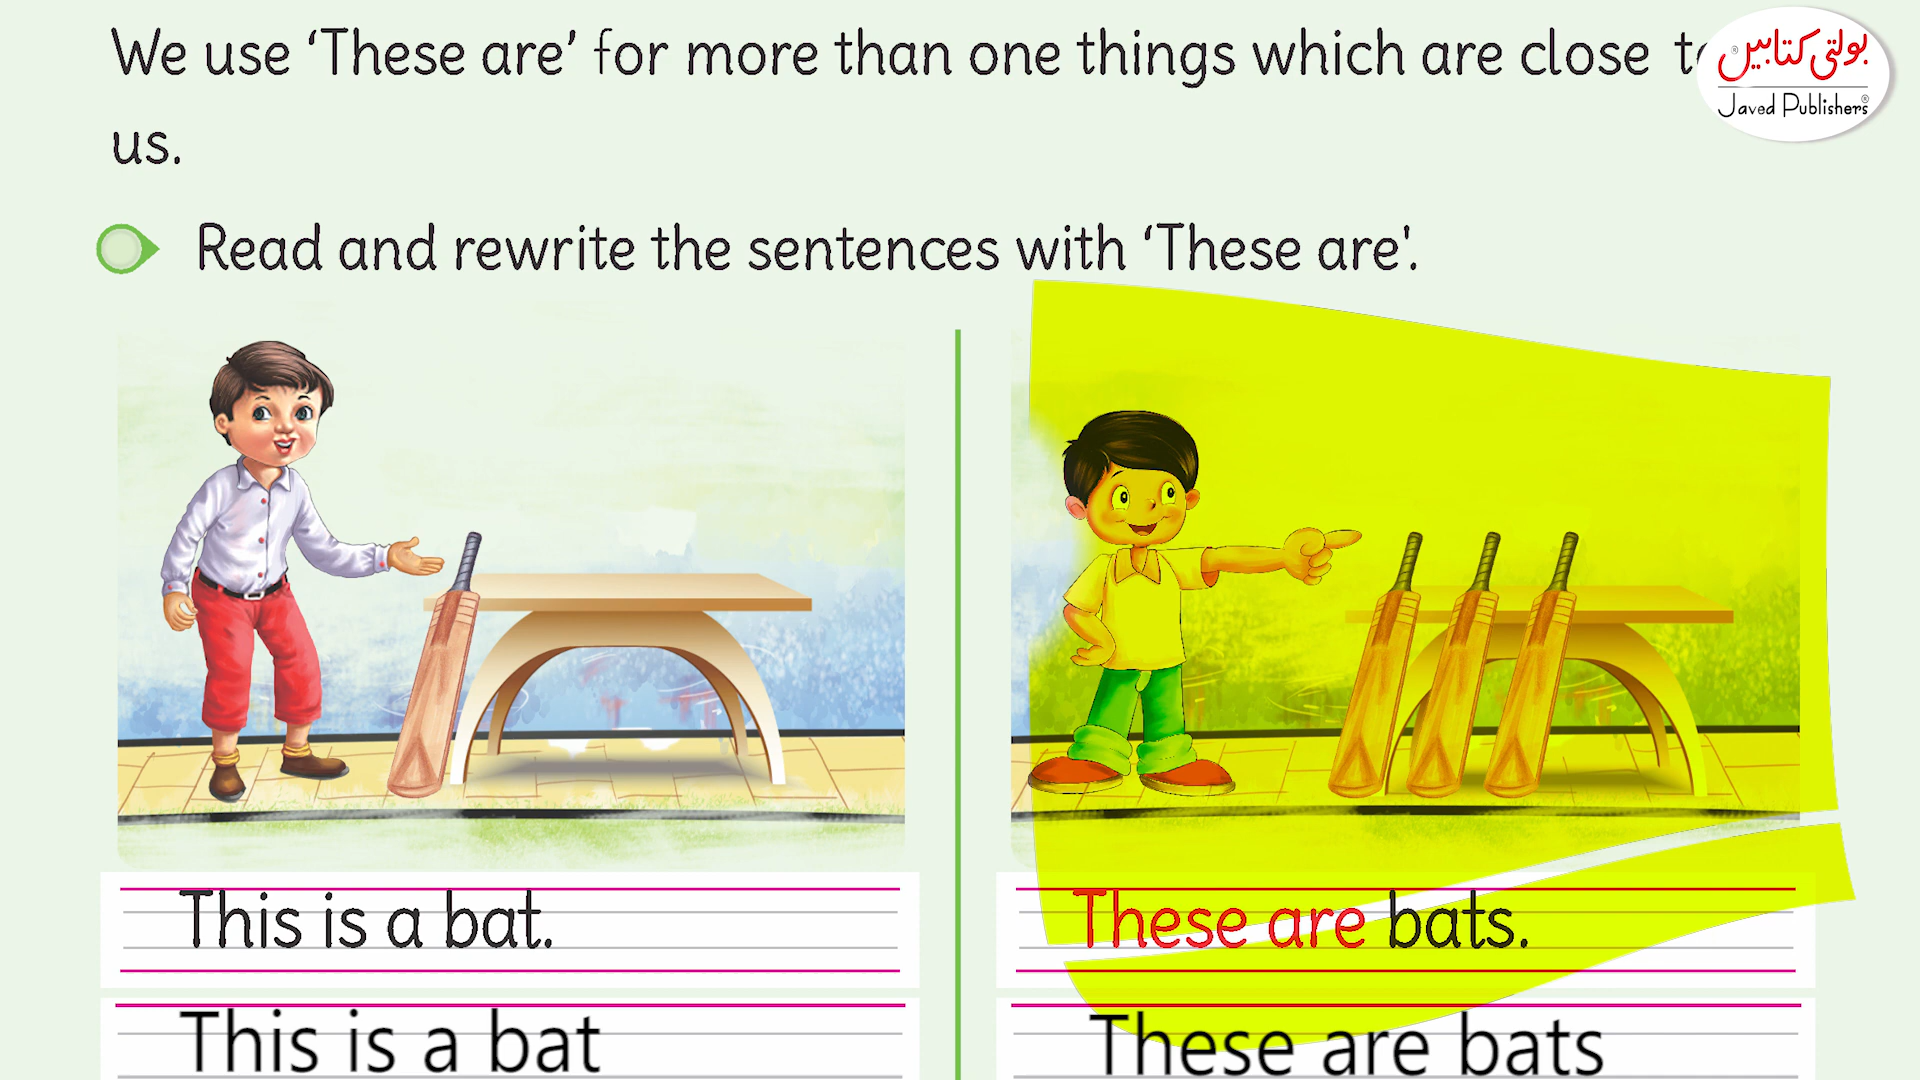 We use ‘These are’ for more than one things which are close
us.
بولتی کتابیں
Javed Publishers
Read and rewrite the sentences with ‘These are’.
This is a bat.
These are bats.
This is a bat
These are bats